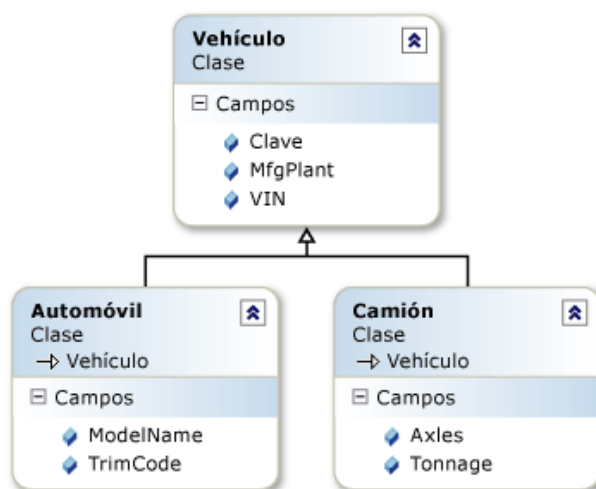 Vehículo
Clase
Campos
Clave
MfgPlant
VIN
Automóvil
Clase
Vehículo
Campos
ModelName
TrimCode
Camión
Clase
Vehículo
Campos
Axles
Tonnage